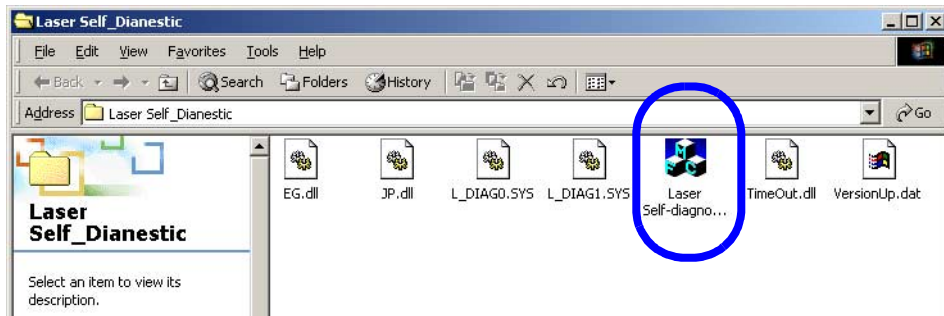 Laser Self_Dianestic
File Edit View Favorites Tools Help
Back Search Folders History
Address Laser Self_Dianestic Go
EG.dll JP.dll L_DIAG0.SYS L_DIAG1.SYS Laser Self-diagno... TimeOut.dll VersionUp.dat
Laser
Self_Dianestic
Select an item to view its
description.